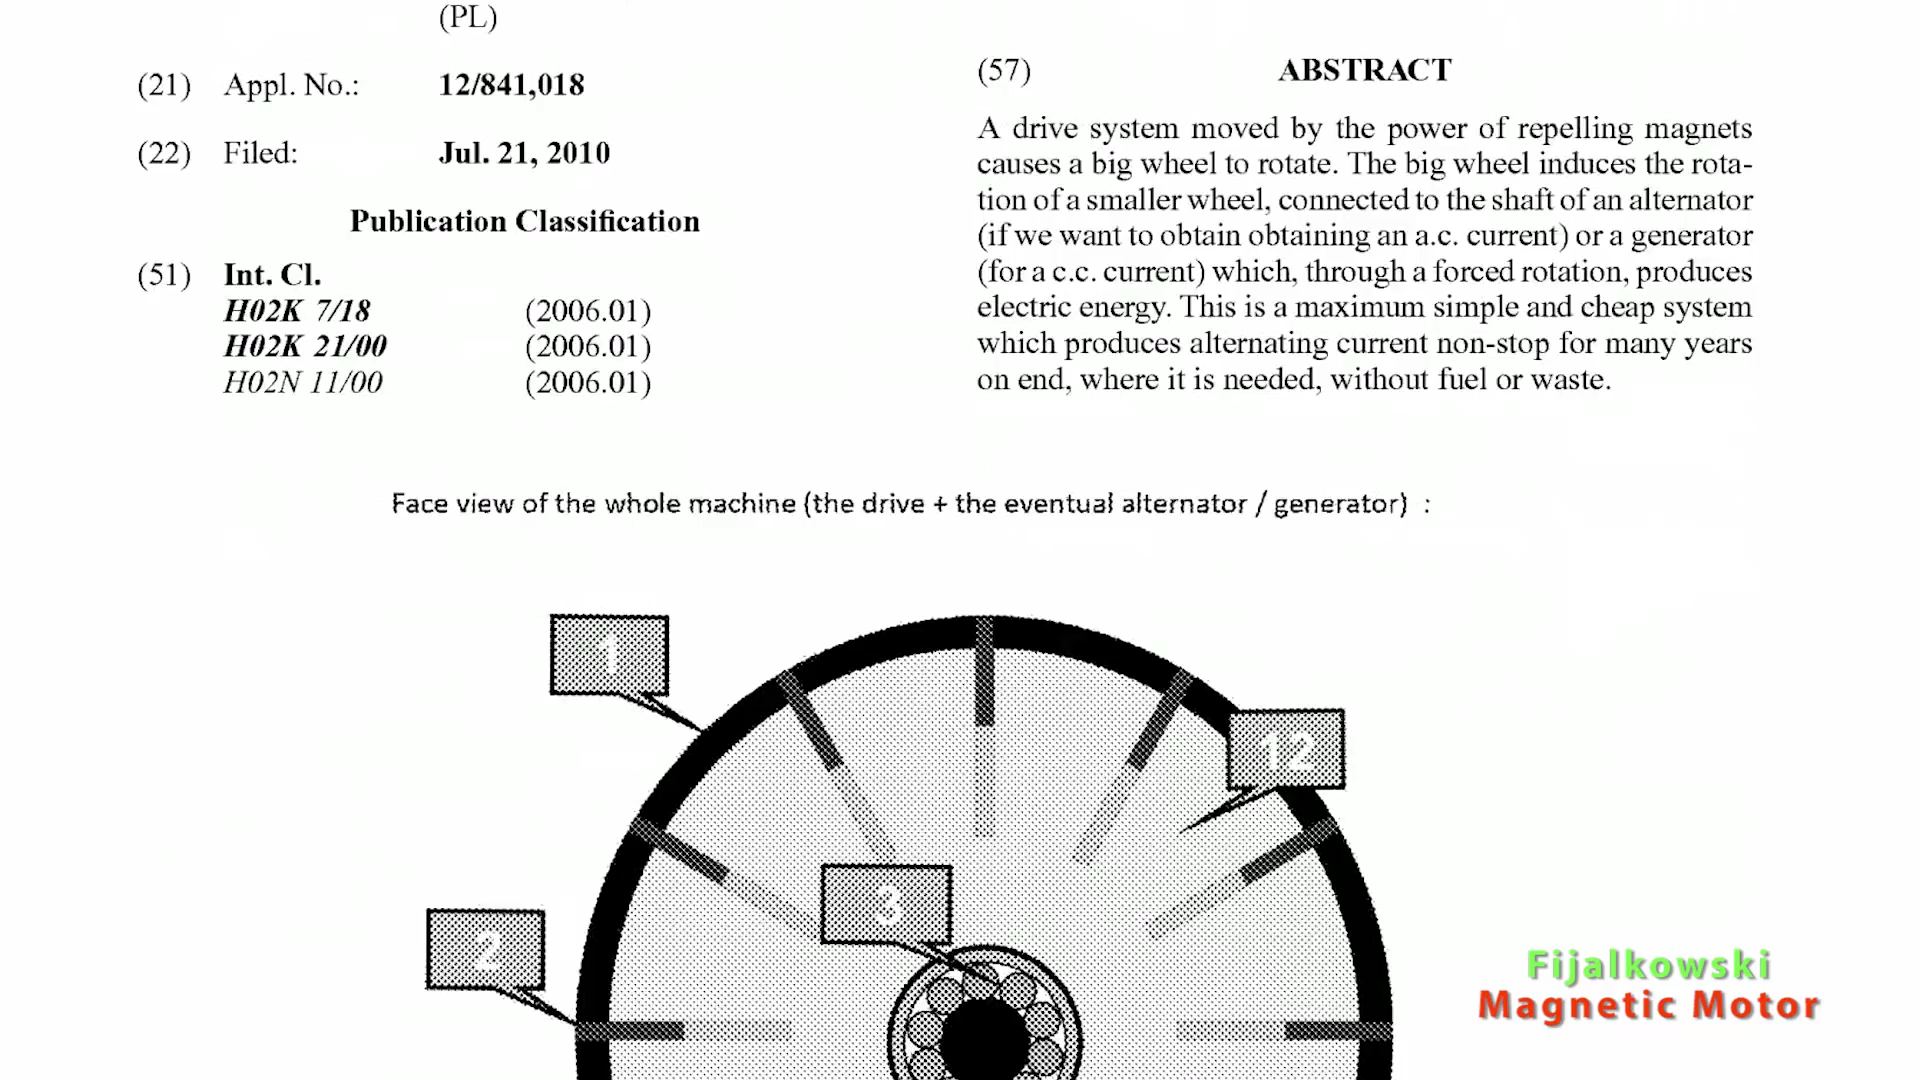 (PL)
(21) Appl. No.: 12/841,018
(22) Filed: Jul. 21, 2010
Publication Classification
(51) Int. Cl.
H02K 7/18 (2006.01)
H02K 21/00 (2006.01)
H02N 11/00 (2006.01)
(57) ABSTRACT
A drive system moved by the power of repelling magnets
causes a big wheel to rotate. The big wheel induces the rota-
tion of a smaller wheel, connected to the shaft of an alternator
(if we want to obtain obtaining an a.c. current) or a generator
(for a c.c. current) which, through a forced rotation, produces
electric energy. This is a maximum simple and cheap system
which produces alternating current non-stop for many years
on end, where it is needed, without fuel or waste.
Face view of the whole machine (the drive + the eventual alternator / generator) :
1
12
3
2
Fijalkowski
Magnetic Motor